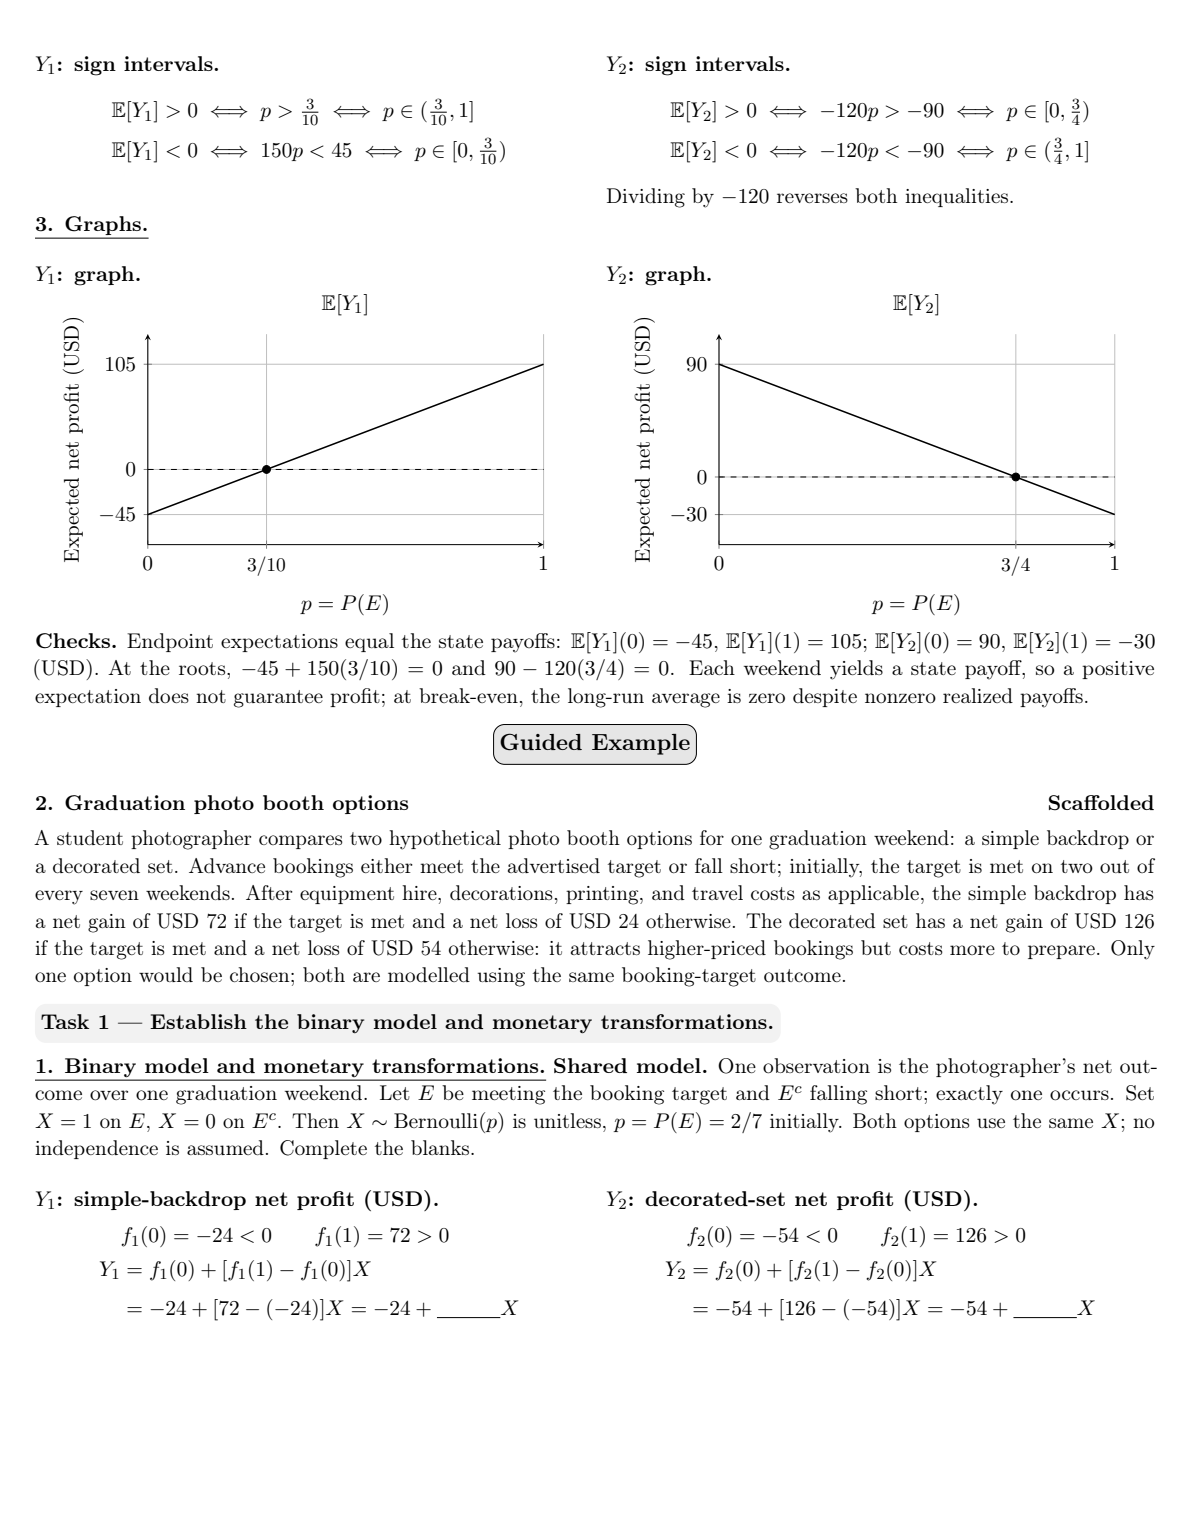 Y₁: sign intervals.
𝔼[Y₁] > 0 ⟺ p > 3/10 ⟺ p ∈ (3/10, 1]
𝔼[Y₁] < 0 ⟺ 150p < 45 ⟺ p ∈ [0, 3/10)
Y₂: sign intervals.
𝔼[Y₂] > 0 ⟺ −120p > −90 ⟺ p ∈ [0, 3/4)
𝔼[Y₂] < 0 ⟺ −120p < −90 ⟺ p ∈ (3/4, 1]
Dividing by −120 reverses both inequalities.
3. Graphs.
Y₁: graph.
𝔼[Y₁]
Expected net profit (USD)
105
0
−45
0
3/10
1
p = P(E)
Y₂: graph.
𝔼[Y₂]
Expected net profit (USD)
90
0
−30
0
3/4
1
p = P(E)
Checks. Endpoint expectations equal the state payoffs: 𝔼[Y₁](0) = −45, 𝔼[Y₁](1) = 105; 𝔼[Y₂](0) = 90, 𝔼[Y₂](1) = −30
(USD). At the roots, −45 + 150(3/10) = 0 and 90 − 120(3/4) = 0. Each weekend yields a state payoff, so a positive
expectation does not guarantee profit; at break-even, the long-run average is zero despite nonzero realized payoffs.
Guided Example
2. Graduation photo booth options Scaffolded
A student photographer compares two hypothetical photo booth options for one graduation weekend: a simple backdrop or
a decorated set. Advance bookings either meet the advertised target or fall short; initially, the target is met on two out of
every seven weekends. After equipment hire, decorations, printing, and travel costs as applicable, the simple backdrop has
a net gain of USD 72 if the target is met and a net loss of USD 24 otherwise. The decorated set has a net gain of USD 126
if the target is met and a net loss of USD 54 otherwise: it attracts higher-priced bookings but costs more to prepare. Only
one option would be chosen; both are modelled using the same booking-target outcome.
Task 1 — Establish the binary model and monetary transformations.
1. Binary model and monetary transformations. Shared model. One observation is the photographer's net out-
come over one graduation weekend. Let E be meeting the booking target and Eᶜ falling short; exactly one occurs. Set
X = 1 on E, X = 0 on Eᶜ. Then X ∼ Bernoulli(p) is unitless, p = P(E) = 2/7 initially. Both options use the same X; no
independence is assumed. Complete the blanks.
Y₁: simple-backdrop net profit (USD).
f₁(0) = −24 < 0 f₁(1) = 72 > 0
Y₁ = f₁(0) + [f₁(1) − f₁(0)]X
= −24 + [72 − (−24)]X = −24 + ______X
Y₂: decorated-set net profit (USD).
f₂(0) = −54 < 0 f₂(1) = 126 > 0
Y₂ = f₂(0) + [f₂(1) − f₂(0)]X
= −54 + [126 − (−54)]X = −54 + ______X